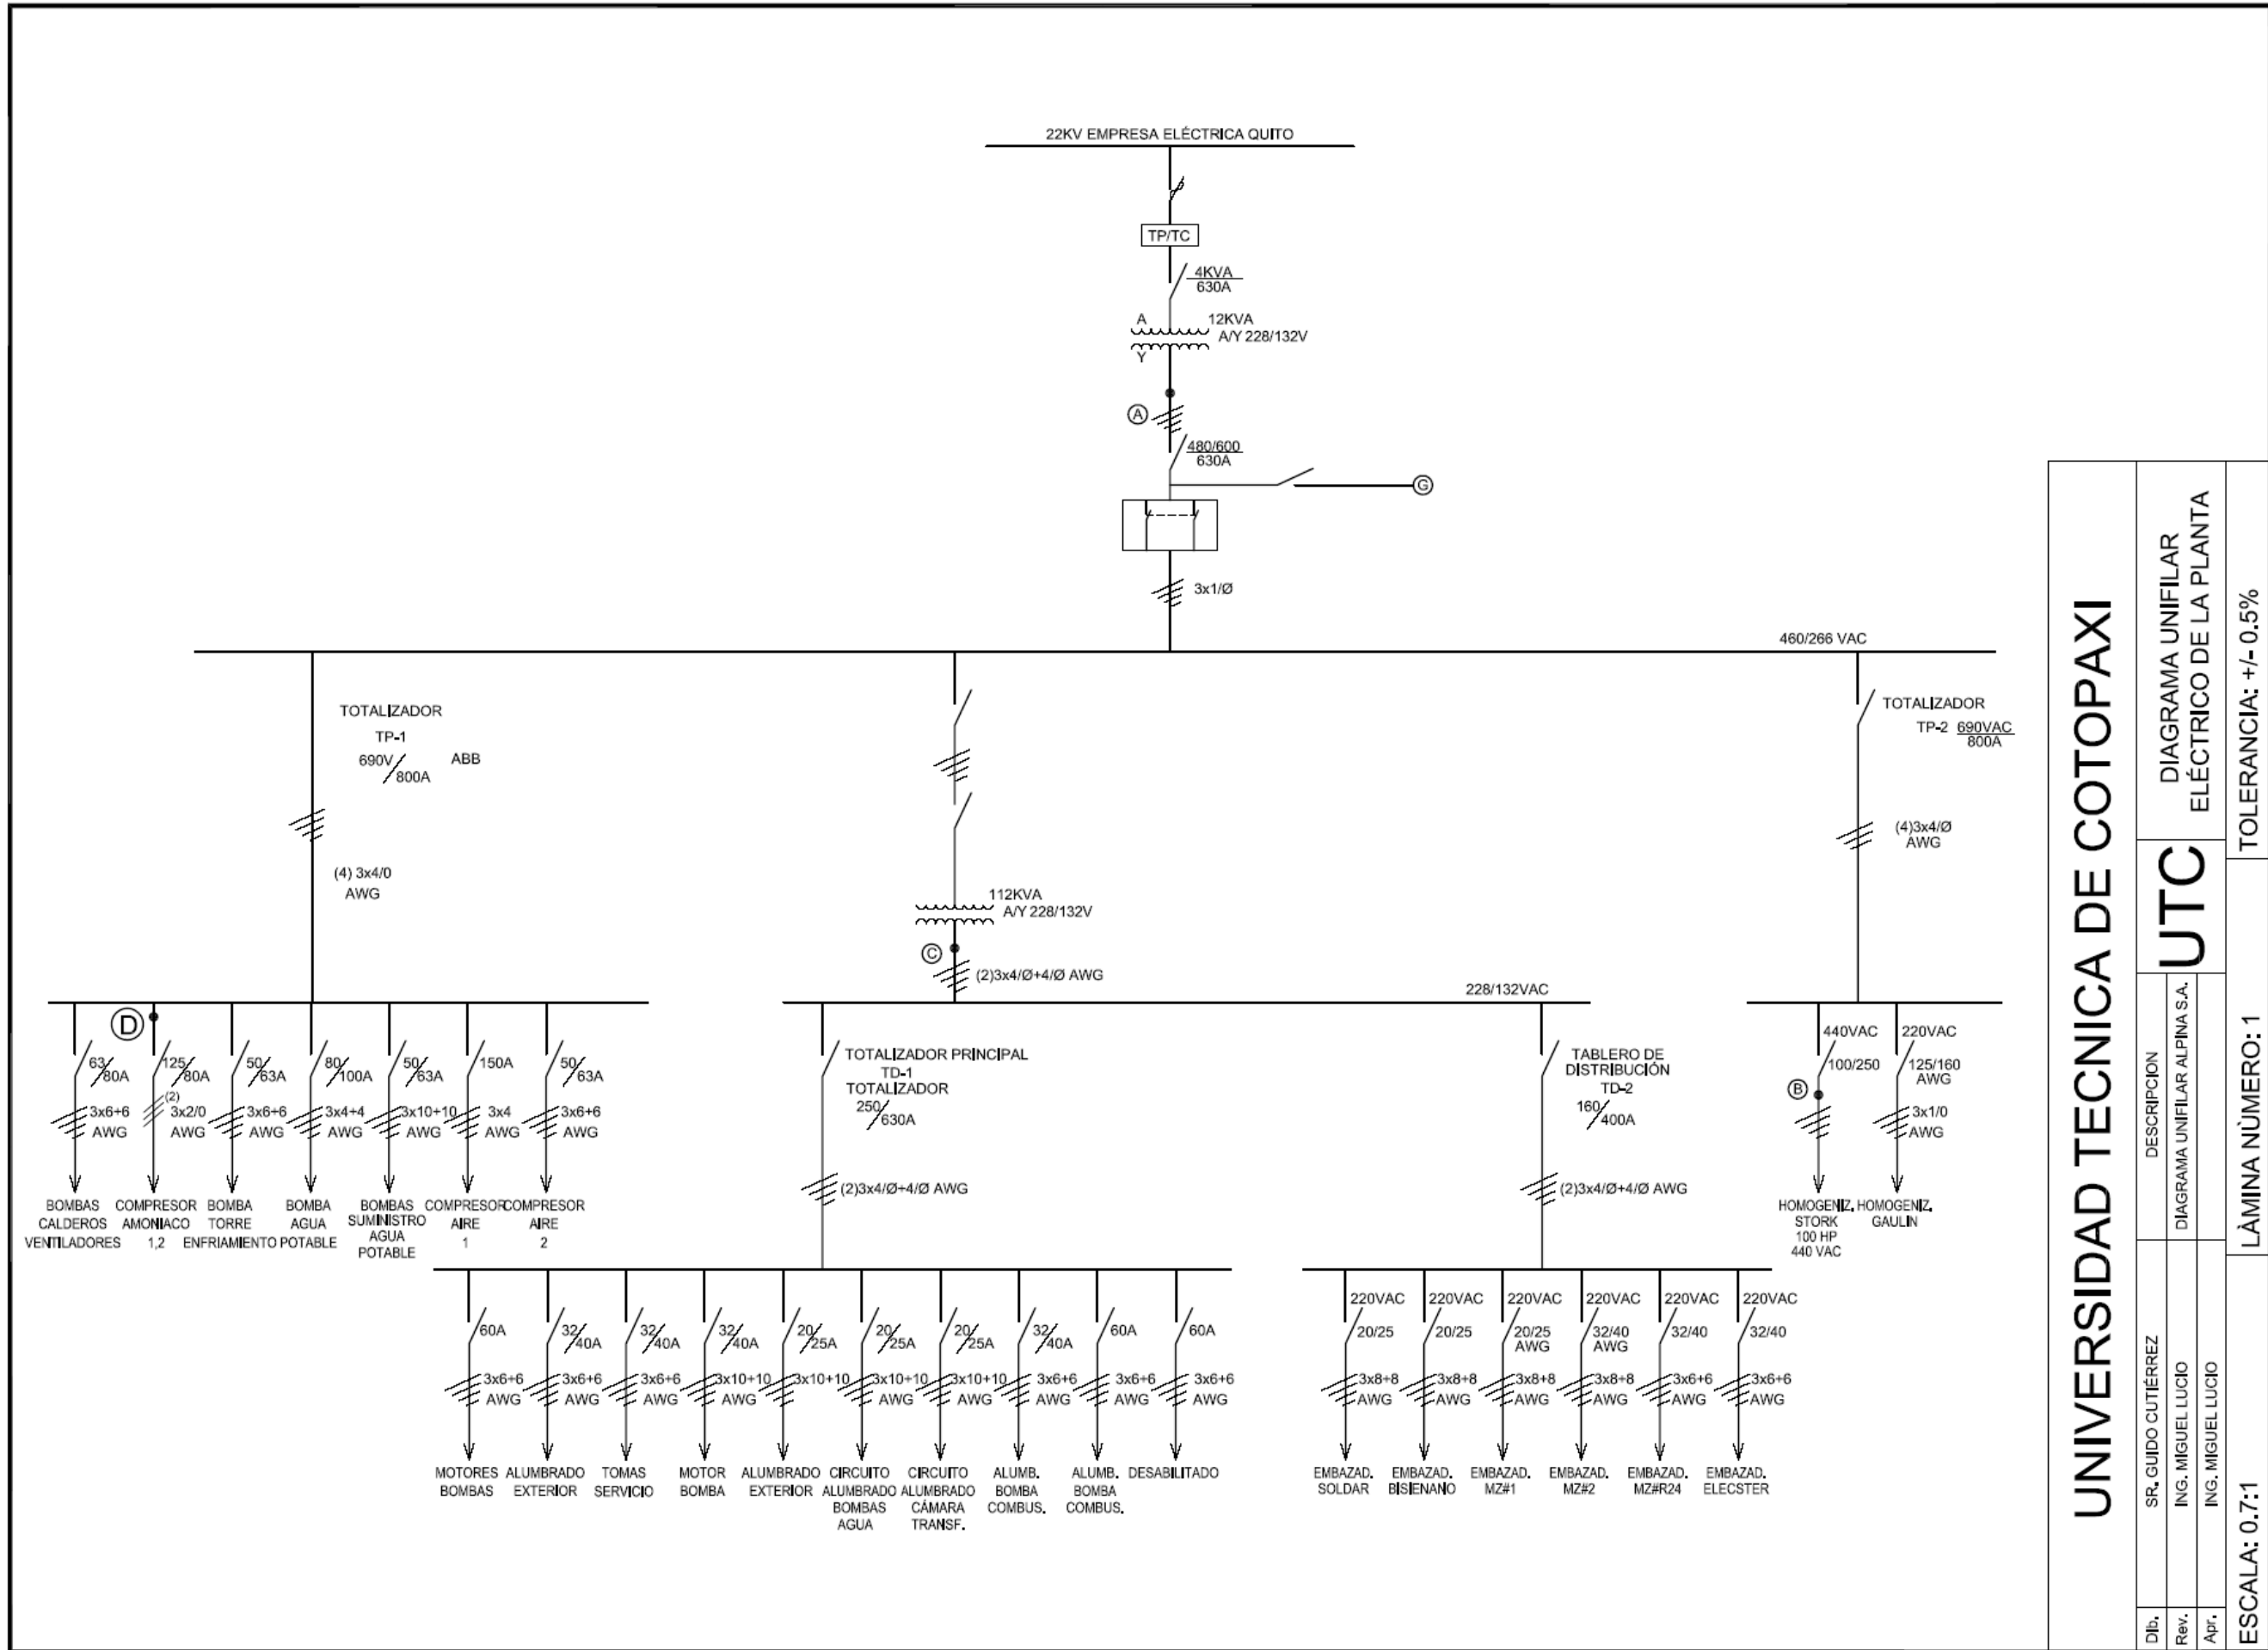 22KV EMPRESA ELÉCTRICA QUITO
TP/TC
4KVA
630A
A
12KVA
A/Y 228/132V
Y
A
480/600
630A
G
3x1/Ø
460/266 VAC
TOTALIZADOR
TP-1
690V/800A
ABB
(4) 3x4/0
AWG
112KVA
A/Y 228/132V
C
(2)3x4/Ø+4/Ø AWG
228/132VAC
TOTALIZADOR
TP-2 690VAC
800A
(4)3x4/Ø
AWG
D
63/80A
125/80A
50/63A
80/100A
50/63A
150A
50/63A
3x6+6
AWG
(2)
3x2/0
AWG
3x6+6
AWG
3x4+4
AWG
3x10+10
AWG
3x4
AWG
3x6+6
AWG
BOMBAS
CALDEROS
VENTILADORES
COMPRESOR
AMONIACO
1,2
BOMBA
TORRE
ENFRIAMIENTO
BOMBA
AGUA
POTABLE
BOMBAS
SUMINISTRO
AGUA
POTABLE
COMPRESOR
AIRE
1
COMPRESOR
AIRE
2
TOTALIZADOR PRINCIPAL
TD-1
TOTALIZADOR
250/630A
(2)3x4/Ø+4/Ø AWG
TABLERO DE
DISTRIBUCIÓN
TD-2
160/400A
(2)3x4/Ø+4/Ø AWG
440VAC
100/250
B
220VAC
125/160
AWG
3x1/0
AWG
HOMOGENIZ.
STORK
100 HP
440 VAC
HOMOGENIZ.
GAULIN
60A
32/40A
32/40A
32/40A
20/25A
20/25A
20/25A
32/40A
60A
60A
3x6+6
AWG
3x6+6
AWG
3x6+6
AWG
3x10+10
AWG
3x10+10
3x10+10
AWG
3x10+10
AWG
3x6+6
AWG
3x6+6
AWG
3x6+6
AWG
MOTORES
BOMBAS
ALUMBRADO
EXTERIOR
TOMAS
SERVICIO
MOTOR
BOMBA
ALUMBRADO
EXTERIOR
CIRCUITO
ALUMBRADO
BOMBAS
AGUA
CIRCUITO
ALUMBRADO
CÁMARA
TRANSF.
ALUMB.
BOMBA
COMBUS.
ALUMB.
BOMBA
COMBUS.
DESABILITADO
220VAC
20/25
220VAC
20/25
220VAC
20/25
AWG
220VAC
32/40
AWG
220VAC
32/40
220VAC
32/40
3x8+8
AWG
3x8+8
AWG
3x8+8
AWG
3x8+8
AWG
3x6+6
AWG
3x6+6
AWG
EMBAZAD.
SOLDAR
EMBAZAD.
BISIENANO
EMBAZAD.
MZ#1
EMBAZAD.
MZ#2
EMBAZAD.
MZ#R24
EMBAZAD.
ELECSTER
UNIVERSIDAD TECNICA DE COTOPAXI
Dib.
SR. GUIDO CUTIÉRREZ
DESCRIPCION
Rev.
ING. MIGUEL LUCIO
DIAGRAMA UNIFILAR ALPINA S.A.
Apr.
ING. MIGUEL LUCIO
UTC
DIAGRAMA UNIFILAR
ELÉCTRICO DE LA PLANTA
ESCALA: 0.7:1
LÀMINA NÙMERO: 1
TOLERANCIA: +/- 0.5%